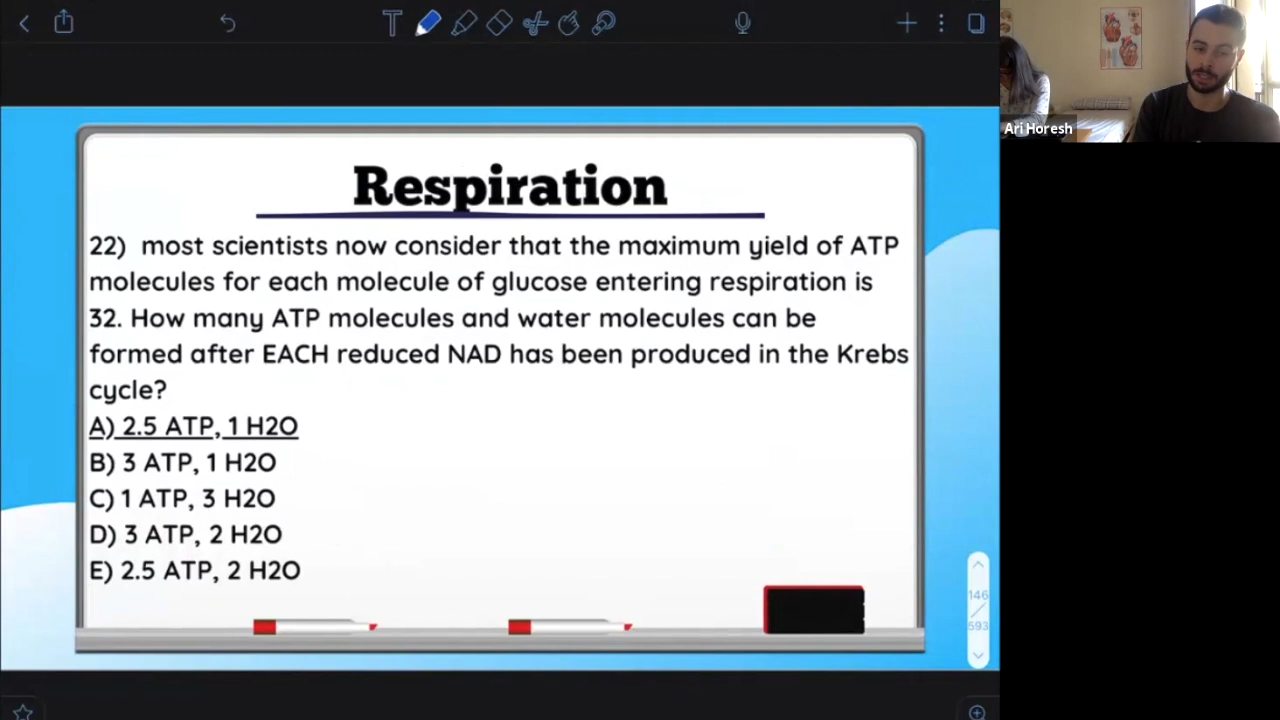 T
Ari Horesh
Respiration
22) most scientists now consider that the maximum yield of ATP
molecules for each molecule of glucose entering respiration is
32. How many ATP molecules and water molecules can be
formed after EACH reduced NAD has been produced in the Krebs
cycle?
A) 2.5 ATP, 1 H2O
B) 3 ATP, 1 H2O
C) 1 ATP, 3 H2O
D) 3 ATP, 2 H2O
E) 2.5 ATP, 2 H2O
146
/
593